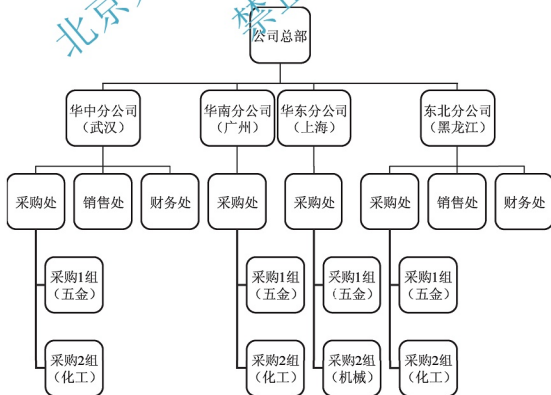 北京
禁止
公司总部
华中分公司
（武汉）
华南分公司
（广州）
华东分公司
（上海）
东北分公司
（黑龙江）
采购处
销售处
财务处
采购处
采购处
采购处
销售处
财务处
采购1组
（五金）
采购1组
（五金）
采购1组
（五金）
采购1组
（五金）
采购2组
（化工）
采购2组
（化工）
采购2组
（机械）
采购2组
（化工）